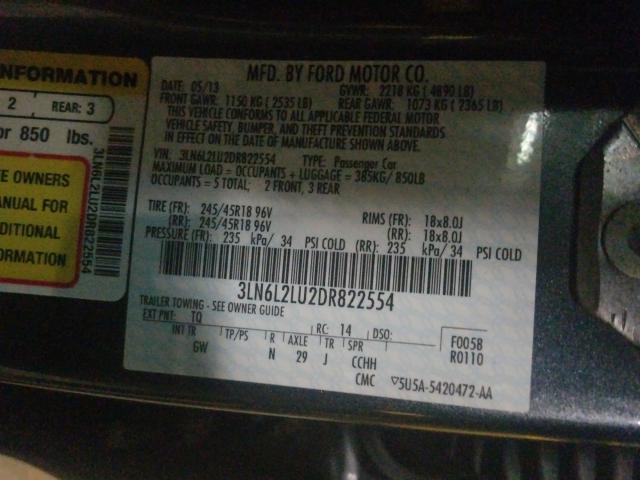 INFORMATION
2 REAR: 3
or 850 lbs.
EE OWNERS
MANUAL FOR
DITIONAL
FORMATION
3LN6L2LU2DR822554
MFD. BY FORD MOTOR CO.
DATE: 05/13 GVWR: 2218 KG ( 4890 LB)
FRONT GAWR: 1150 KG ( 2535 LB) REAR GAWR: 1073 KG ( 2365 LB)
THIS VEHICLE CONFORMS TO ALL APPLICABLE FEDERAL MOTOR
VEHICLE SAFETY, BUMPER, AND THEFT PREVENTION STANDARDS
IN EFFECT ON THE DATE OF MANUFACTURE SHOWN ABOVE.
VIN: 3LN6L2LU2DR822554 TYPE: Passenger Car
MAXIMUM LOAD = OCCUPANTS + LUGGAGE = 385KG/ 850LB
OCCUPANTS = 5 TOTAL, 2 FRONT, 3 REAR
TIRE (FR): 245/45R18 96V RIMS (FR): 18x8.0J
(RR): 245/45R18 96V (RR): 18x8.0J
PRESSURE (FR): 235 kPa/ 34 PSI COLD (RR): 235 kPa/ 34 PSI COLD
3LN6L2LU2DR822554
TRAILER TOWING - SEE OWNER GUIDE
EXT PNT: TQ RC: 14 DSO: F0058
INT TR TP/PS R AXLE TR SPR R0110
GW N 29 J CCHH
CMC ▽5U5A-5420472-AA